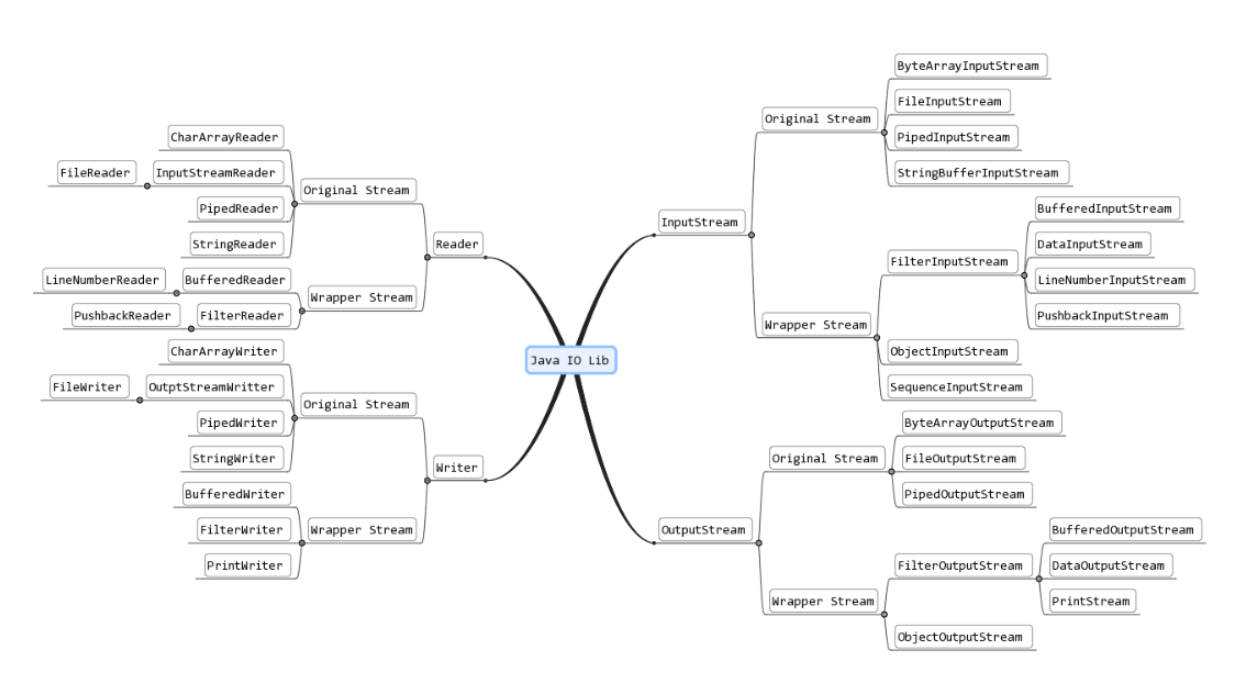 Java IO Lib
Reader
Original Stream
CharArrayReader
InputStreamReader
FileReader
PipedReader
StringReader
Wrapper Stream
BufferedReader
LineNumberReader
FilterReader
PushbackReader
Writer
Original Stream
CharArrayWriter
OutptStreamWritter
FileWriter
PipedWriter
StringWriter
Wrapper Stream
BufferedWriter
FilterWriter
PrintWriter
InputStream
Original Stream
ByteArrayInputStream
FileInputStream
PipedInputStream
StringBufferInputStream
Wrapper Stream
FilterInputStream
BufferedInputStream
DataInputStream
LineNumberInputStream
PushbackInputStream
ObjectInputStream
SequenceInputStream
OutputStream
Original Stream
ByteArrayOutputStream
FileOutputStream
PipedOutputStream
Wrapper Stream
FilterOutputStream
BufferedOutputStream
DataOutputStream
PrintStream
ObjectOutputStream